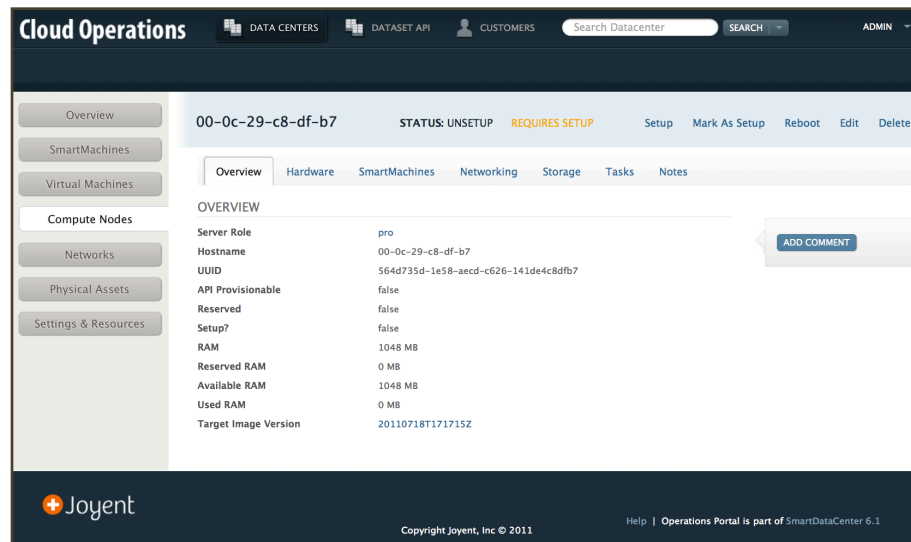 Cloud Operations DATA CENTERS DATASET API CUSTOMERS Search Datacenter SEARCH ADMIN
Overview
SmartMachines
Virtual Machines
Compute Nodes
Networks
Physical Assets
Settings & Resources
00-0c-29-c8-df-b7 STATUS: UNSETUP REQUIRES SETUP Setup Mark As Setup Reboot Edit Delete
Overview Hardware SmartMachines Networking Storage Tasks Notes
OVERVIEW
Server Role pro
Hostname 00-0c-29-c8-df-b7
UUID 564d735d-1e58-aecd-c626-141de4c8dfb7
API Provisionable false
Reserved false
Setup? false
RAM 1048 MB
Reserved RAM 0 MB
Available RAM 1048 MB
Used RAM 0 MB
Target Image Version 20110718T171715Z
ADD COMMENT
Joyent
Copyright Joyent, Inc © 2011
Help | Operations Portal is part of SmartDataCenter 6.1